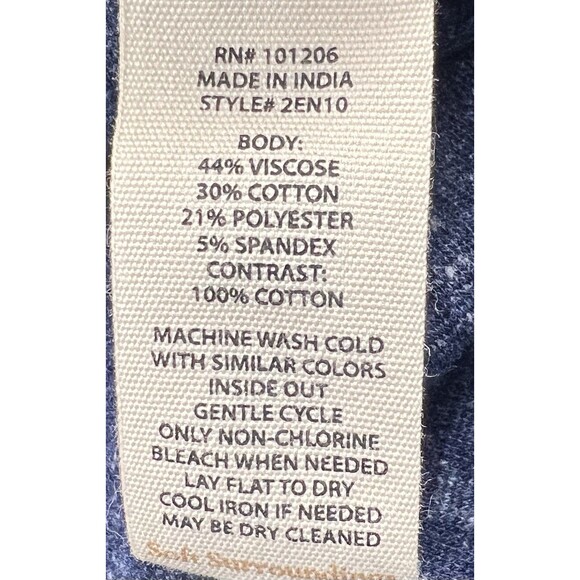 RN# 101206
MADE IN INDIA
STYLE# 2EN10
BODY:
44% VISCOSE
30% COTTON
21% POLYESTER
5% SPANDEX
CONTRAST:
100% COTTON
MACHINE WASH COLD
WITH SIMILAR COLORS
INSIDE OUT
GENTLE CYCLE
ONLY NON-CHLORINE
BLEACH WHEN NEEDED
LAY FLAT TO DRY
COOL IRON IF NEEDED
MAY BE DRY CLEANED
Soft Surroundings